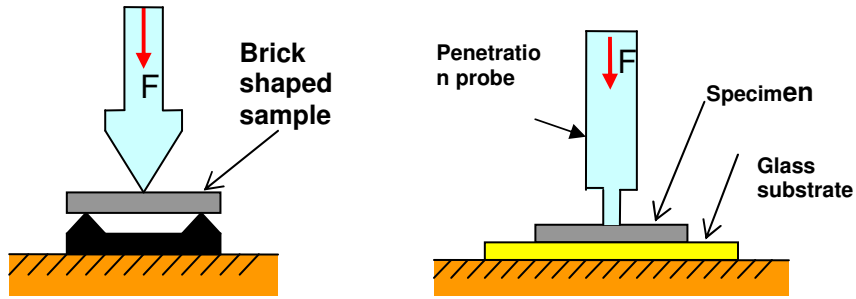 F
Brick
shaped
sample
Penetratio
n probe
F
Specimen
Glass
substrate